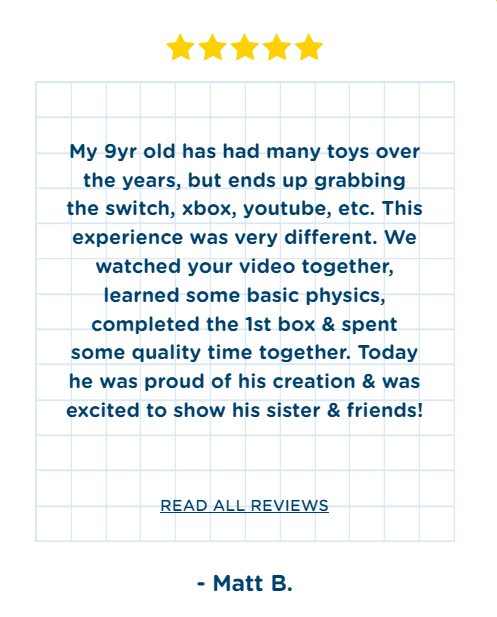 My 9yr old has had many toys over
the years, but ends up grabbing
the switch, xbox, youtube, etc. This
experience was very different. We
watched your video together,
learned some basic physics,
completed the 1st box & spent
some quality time together. Today
he was proud of his creation & was
excited to show his sister & friends!
READ ALL REVIEWS
- Matt B.